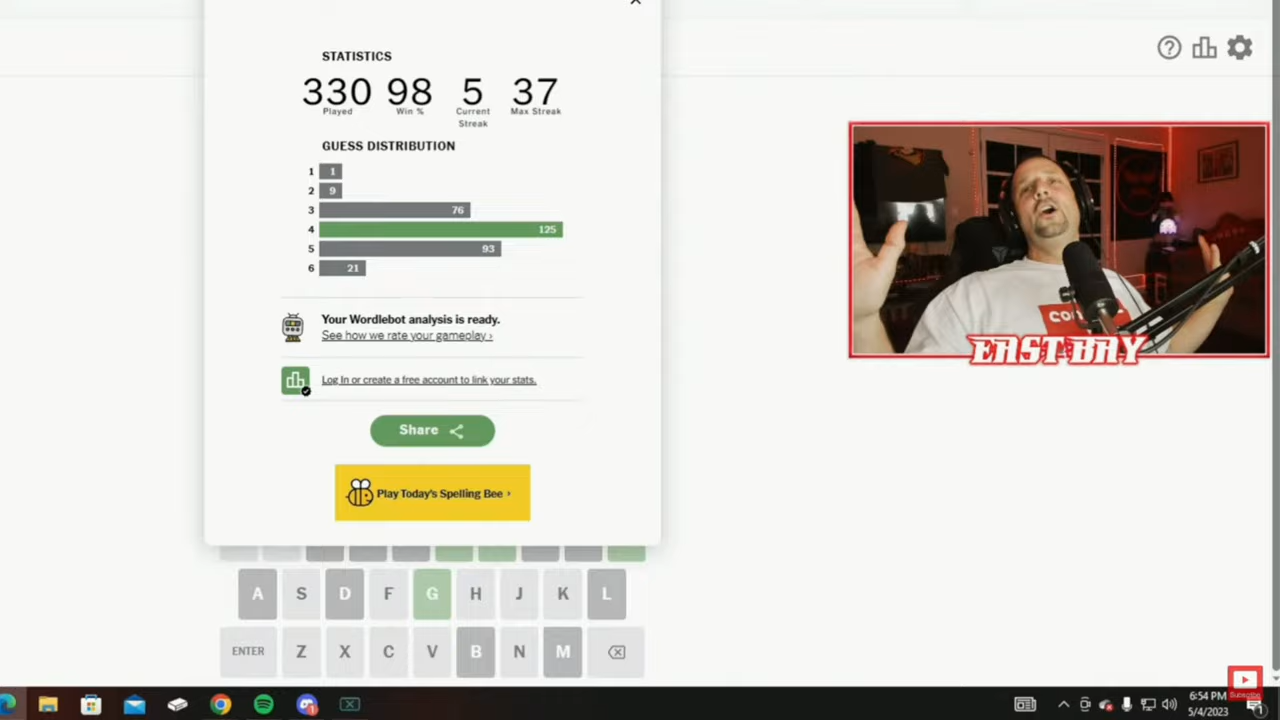 STATISTICS
330 98 5 37
Played Win % Current Streak Max Streak
GUESS DISTRIBUTION
1 1
2 9
3 76
4 125
5 93
6 21
Your Wordlebot analysis is ready.
See how we rate your gameplay ›
Log In or create a free account to link your stats.
Share
Play Today's Spelling Bee ›
EAST BAY
A S D F G H J K L
ENTER Z X C V B N M
6:54 PM
5/4/2023
Subscribe
1